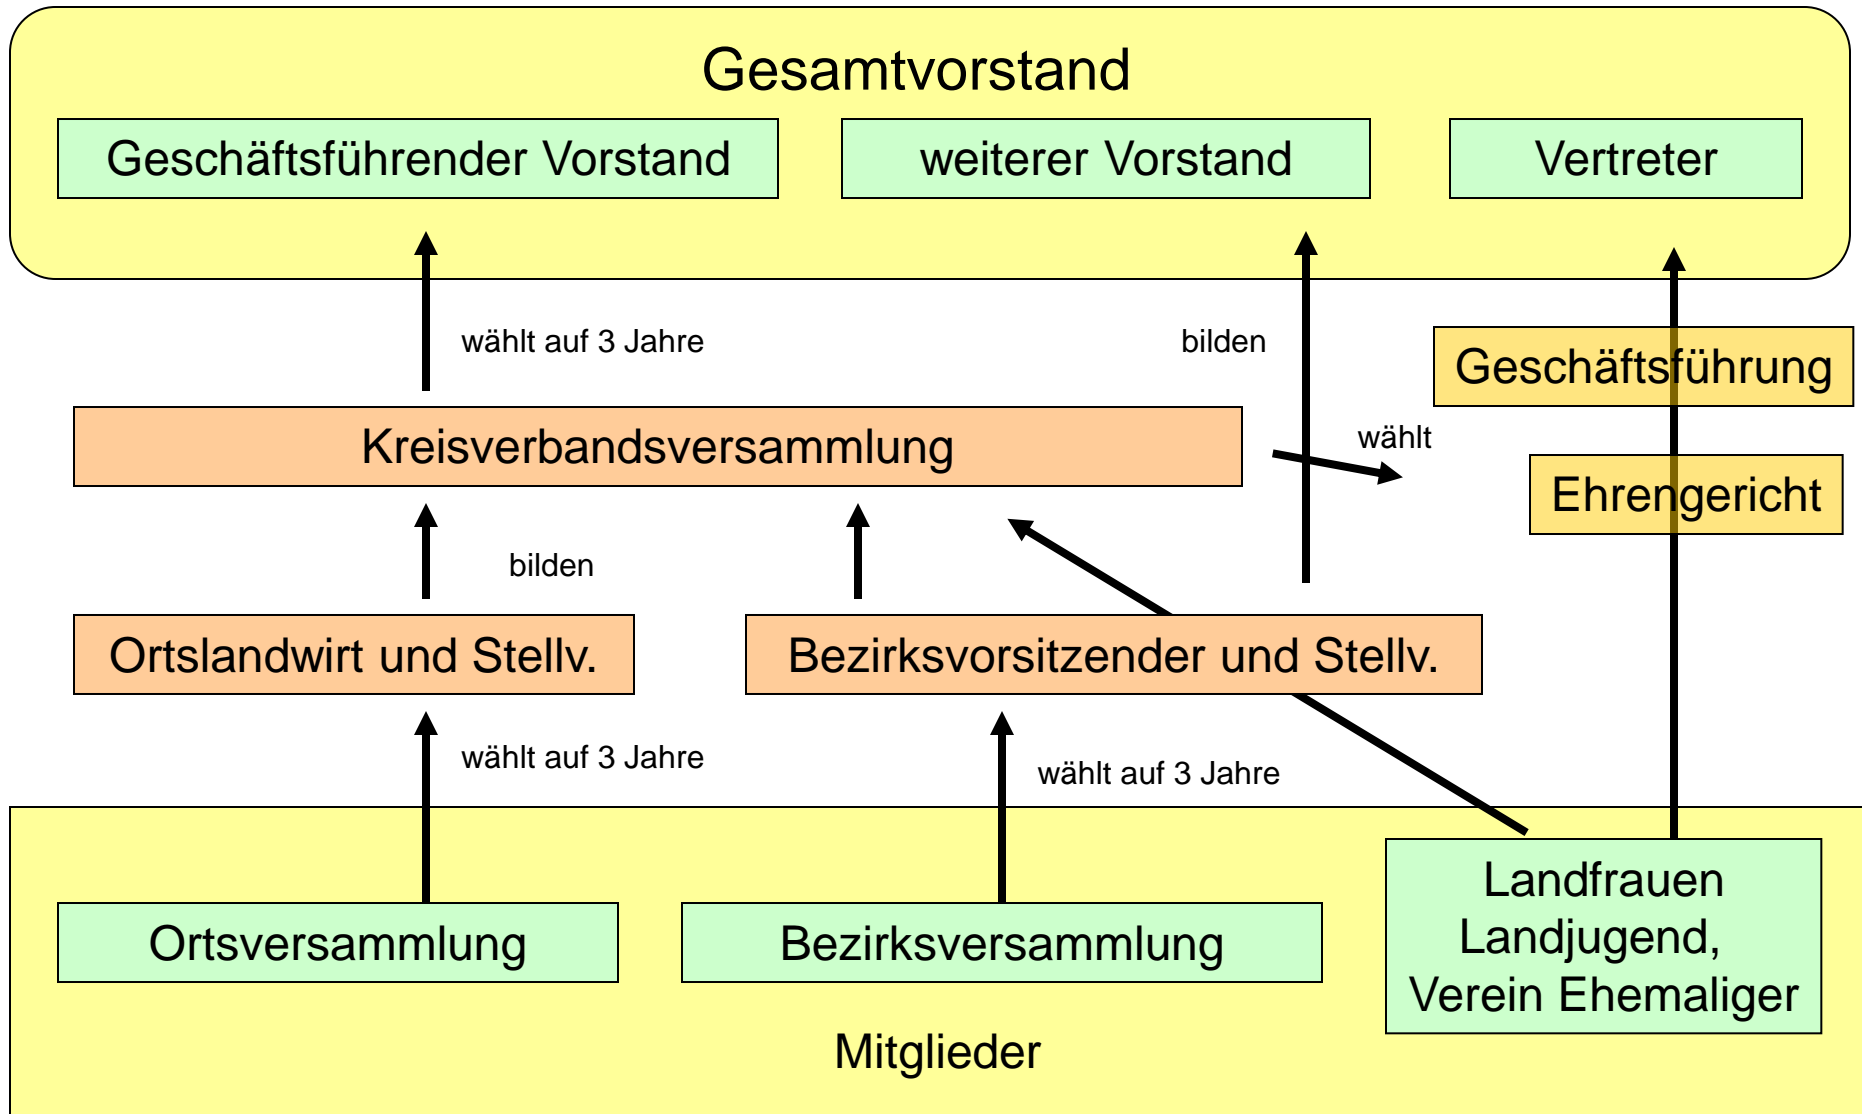 Gesamtvorstand
Geschäftsführender Vorstand
weiterer Vorstand
Vertreter
wählt auf 3 Jahre
bilden
Geschäftsführung
Kreisverbandsversammlung
wählt
Ehrengericht
bilden
Ortslandwirt und Stellv.
Bezirksvorsitzender und Stellv.
wählt auf 3 Jahre
wählt auf 3 Jahre
Ortsversammlung
Bezirksversammlung
Landfrauen
Landjugend,
Verein Ehemaliger
Mitglieder